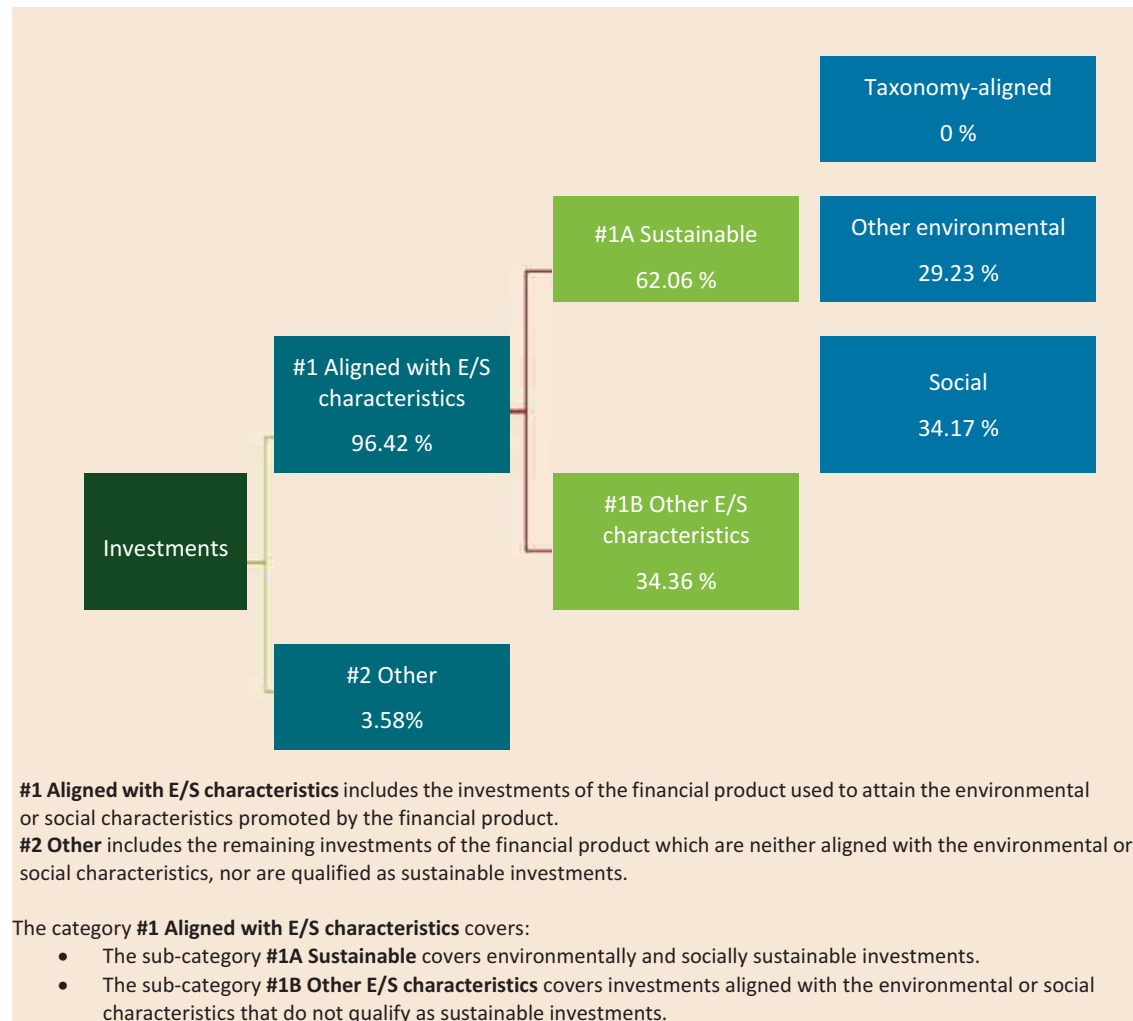 Taxonomy-aligned
0 %
#1A Sustainable
62.06 %
Other environmental
29.23 %
#1 Aligned with E/S
characteristics
96.42 %
Social
34.17 %
Investments
#1B Other E/S
characteristics
34.36 %
#2 Other
3.58%
#1 Aligned with E/S characteristics includes the investments of the financial product used to attain the environmental
or social characteristics promoted by the financial product.
#2 Other includes the remaining investments of the financial product which are neither aligned with the environmental or
social characteristics, nor are qualified as sustainable investments.
The category #1 Aligned with E/S characteristics covers:
• The sub-category #1A Sustainable covers environmentally and socially sustainable investments.
• The sub-category #1B Other E/S characteristics covers investments aligned with the environmental or social
characteristics that do not qualify as sustainable investments.